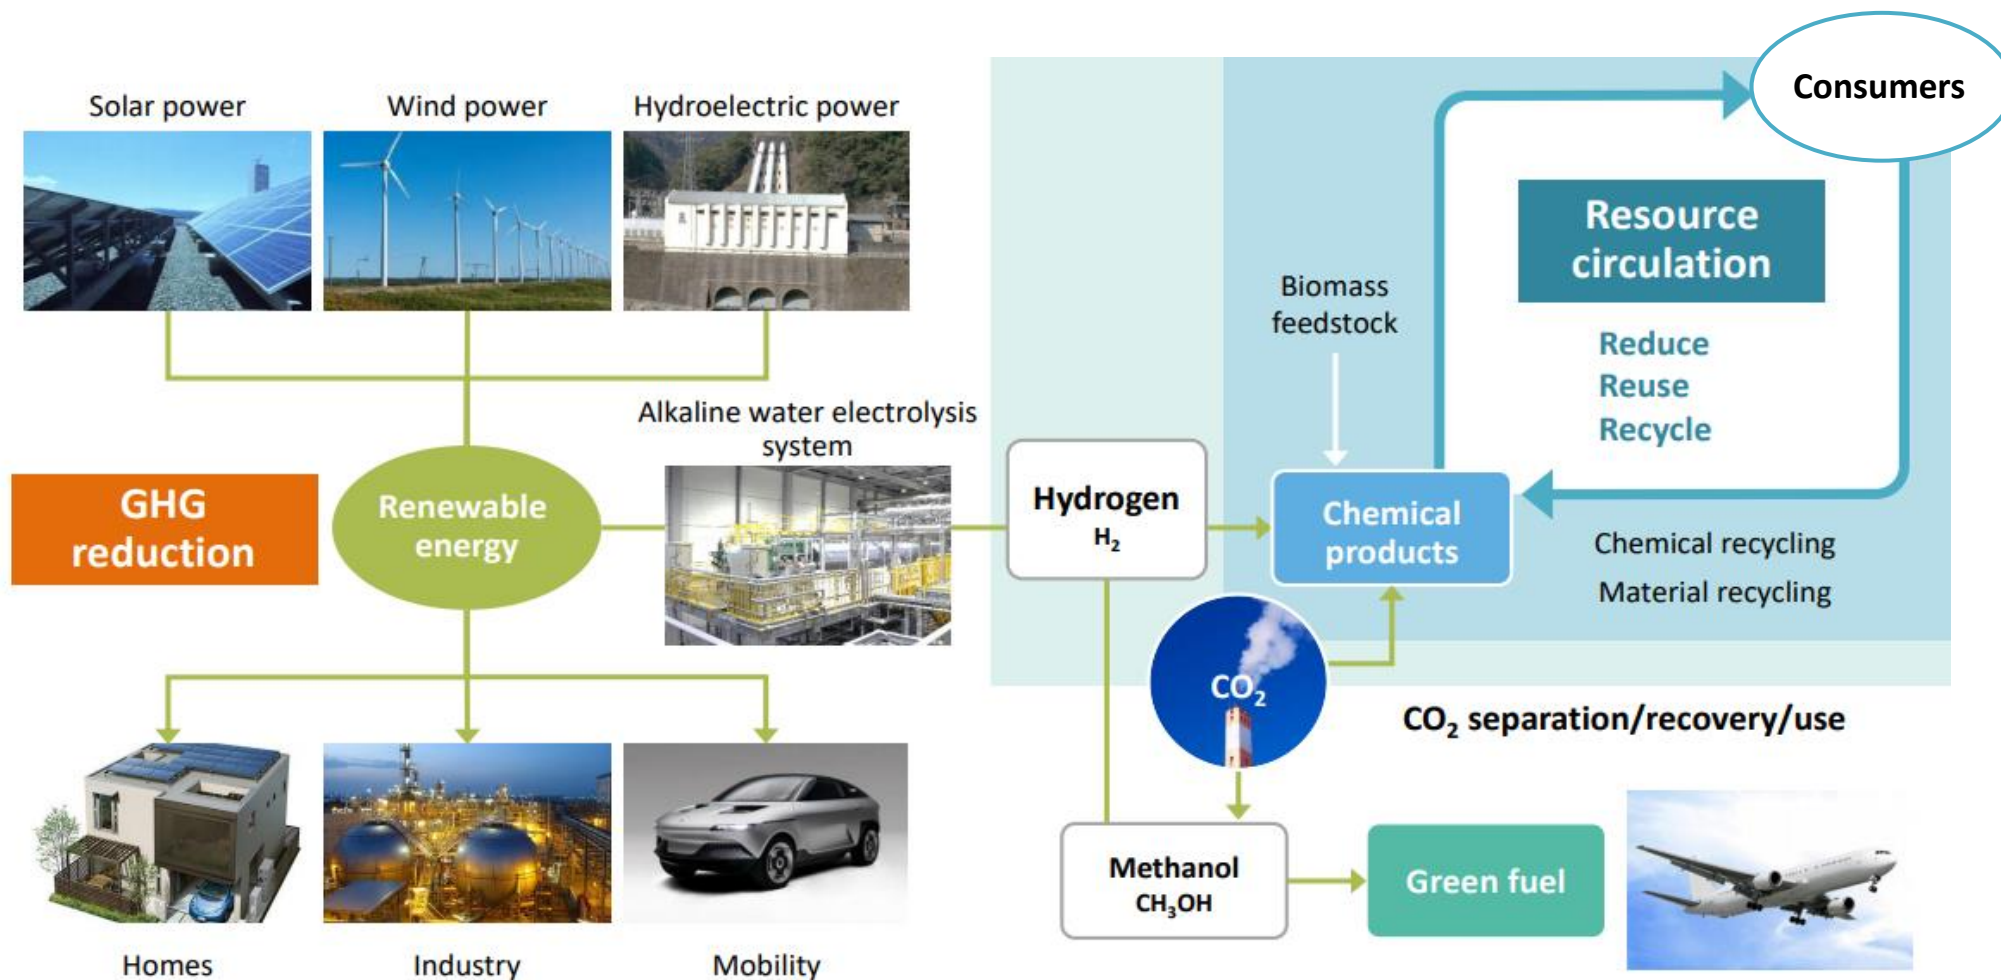 Solar power
Wind power
Hydroelectric power
Consumers
Resource
circulation
Reduce
Reuse
Recycle
Biomass
feedstock
Alkaline water electrolysis
system
GHG
reduction
Renewable
energy
Hydrogen
H₂
Chemical
products
Chemical recycling
Material recycling
CO₂
CO₂ separation/recovery/use
Methanol
CH₃OH
Green fuel
Homes
Industry
Mobility